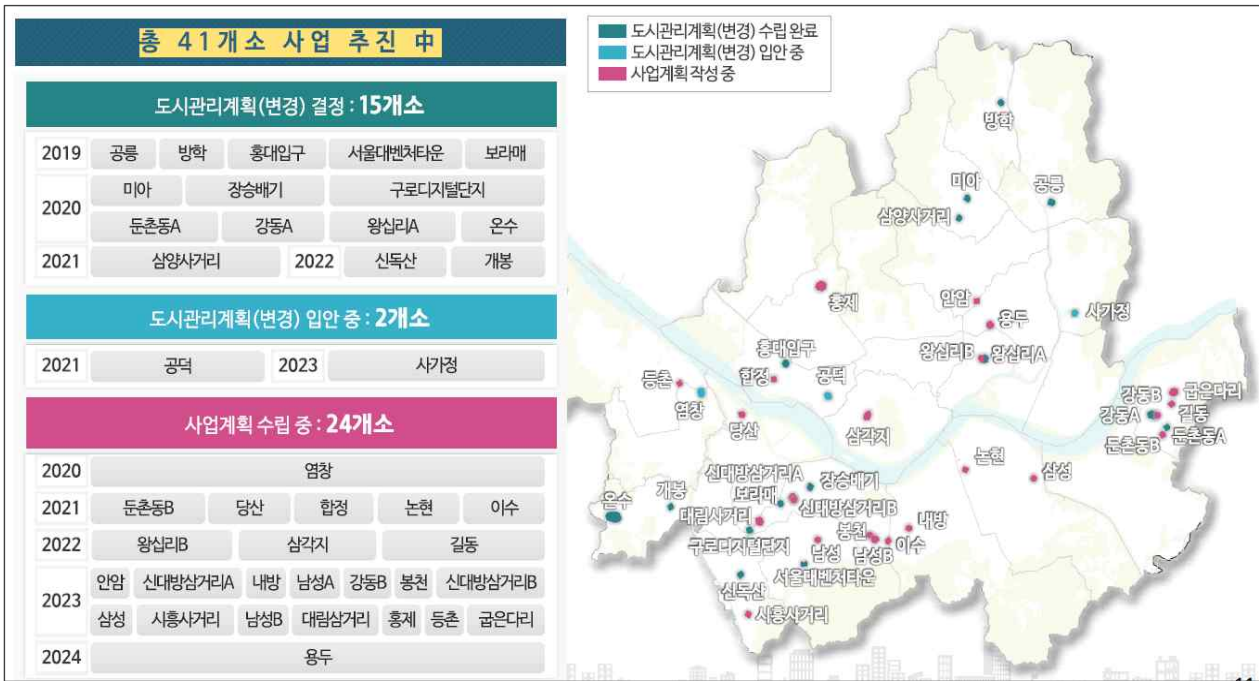 총 41개소 사업 추진 中
도시관리계획(변경) 결정 : 15개소
2019 공릉 방학 홍대입구 서울대벤처타운 보라매
2020 미아 장승배기 구로디지털단지
둔촌동A 강동A 왕십리A 온수
2021 삼양사거리 2022 신독산 개봉
도시관리계획(변경) 입안 중 : 2개소
2021 공덕 2023 사가정
사업계획 수립 중 : 24개소
2020 염창
2021 둔촌동B 당산 합정 논현 이수
2022 왕십리B 삼각지 길동
2023 안암 신대방삼거리A 내방 남성A 강동B 봉천 신대방삼거리B
삼성 시흥사거리 남성B 대림삼거리 홍제 등촌 굽은다리
2024 용두
도시관리계획(변경) 수립 완료
도시관리계획(변경) 입안 중
사업계획 작성 중
방학
미아
공릉
삼양사거리
홍제
안암
용두
사가정
왕십리B 왕십리A
홍대입구
합정
공덕
등촌
염창
당산
삼각지
강동B 굽은다리
강동A 길동
둔촌동A
둔촌동B
논현
삼성
신대방삼거리A 장승배기
보라매
신대방삼거리B
개봉
온수
대림사거리
구로디지털단지
봉천
내방
남성
남성B
이수
서울대벤처타운
신독산
시흥사거리